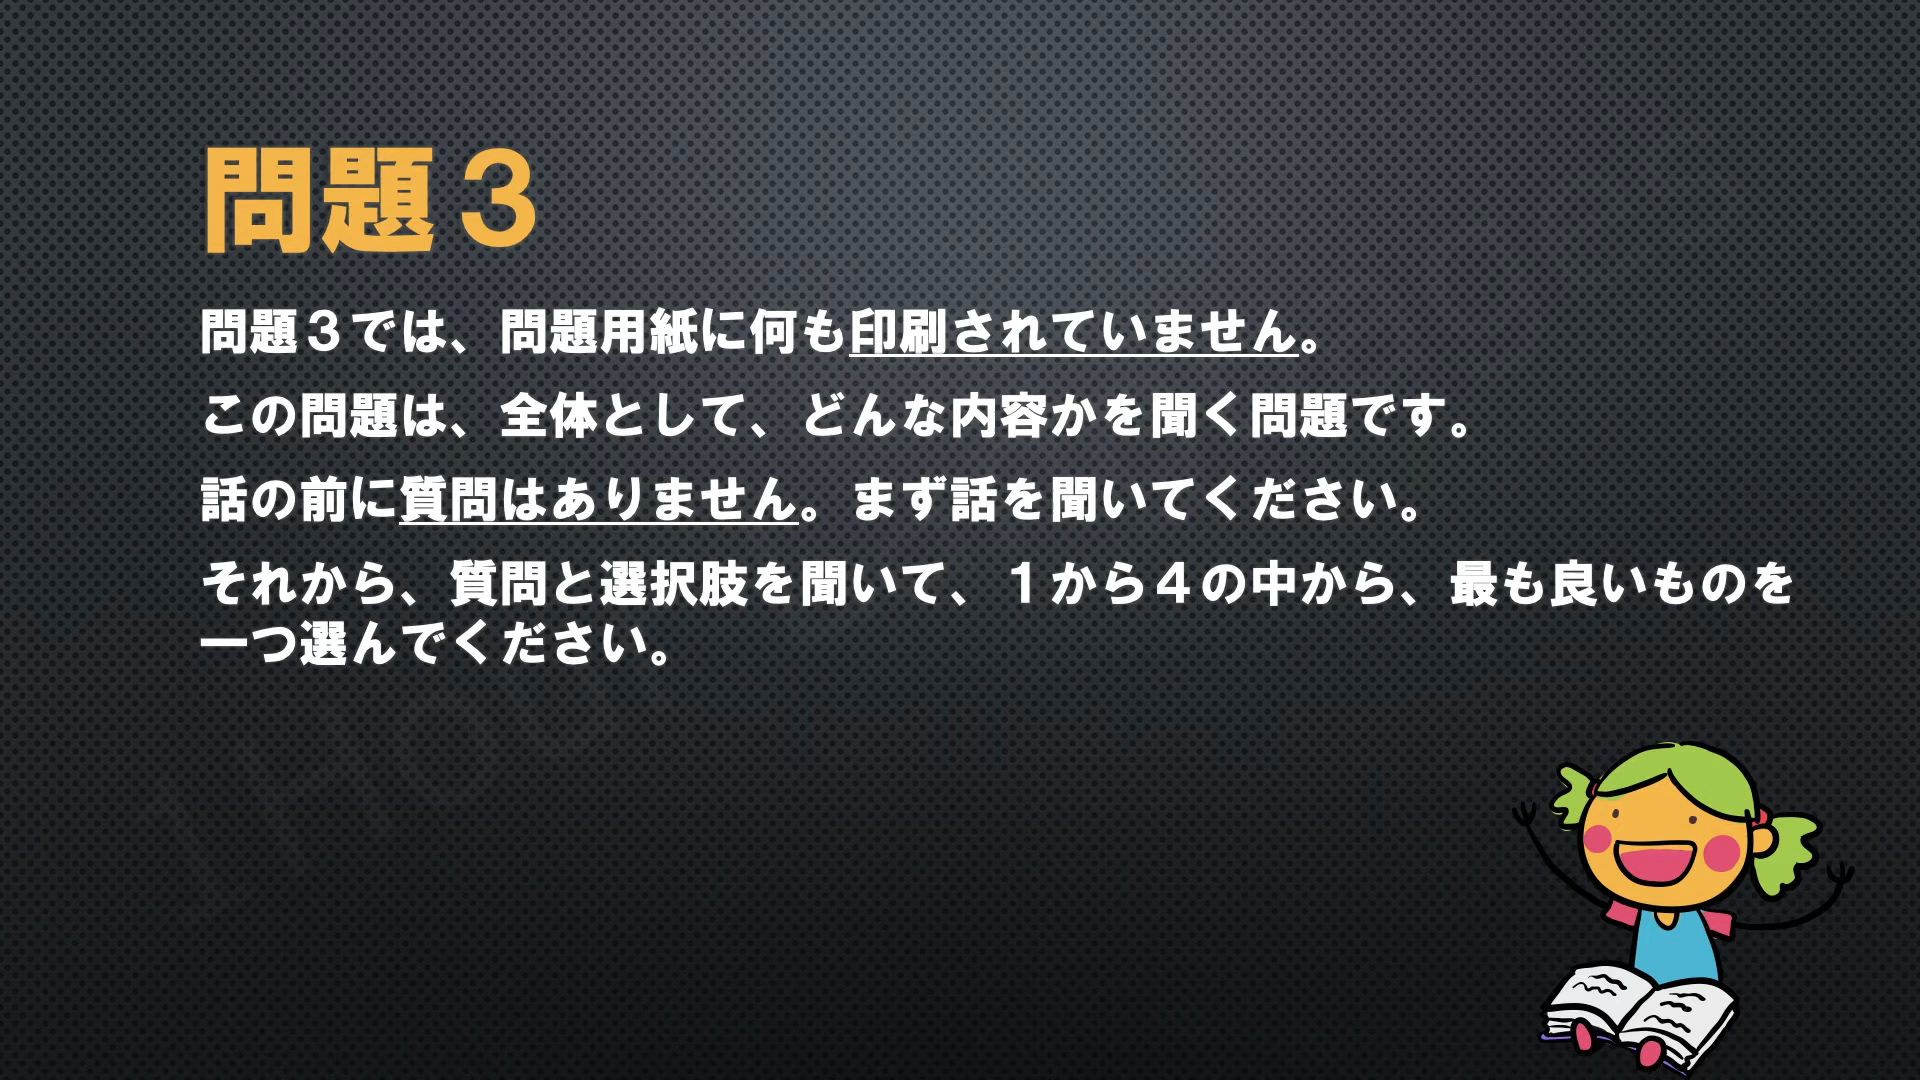 問題３
問題３では、問題用紙に何も印刷されていません。
この問題は、全体として、どんな内容かを聞く問題です。
話の前に質問はありません。まず話を聞いてください。
それから、質問と選択肢を聞いて、１から４の中から、最も良いものを
一つ選んでください。